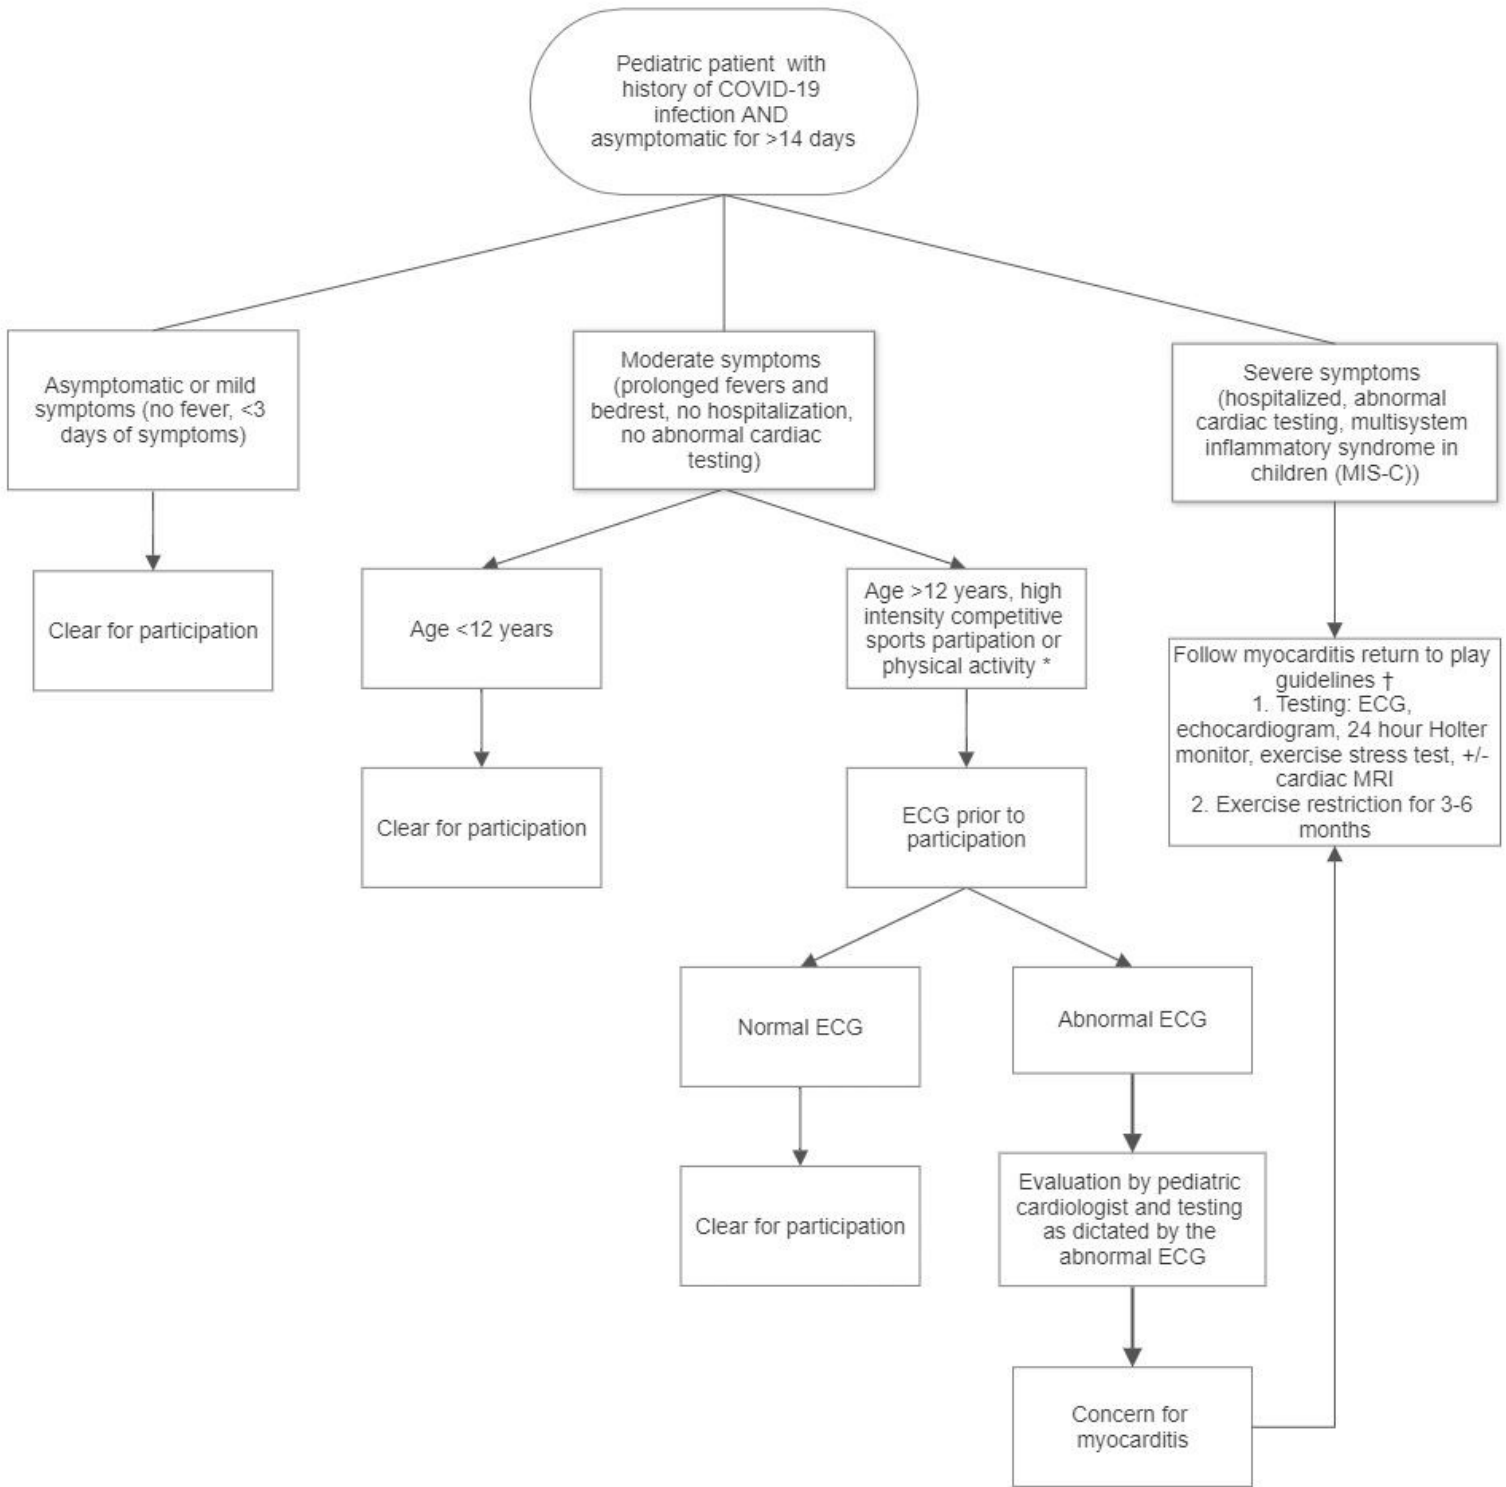 Pediatric patient with
history of COVID-19
infection AND
asymptomatic for >14 days
Asymptomatic or mild
symptoms (no fever, <3
days of symptoms)
Moderate symptoms
(prolonged fevers and
bedrest, no hospitalization,
no abnormal cardiac
testing)
Severe symptoms
(hospitalized, abnormal
cardiac testing, multisystem
inflammatory syndrome in
children (MIS-C))
Clear for participation
Age <12 years
Age >12 years, high
intensity competitive
sports partipation or
physical activity *
Follow myocarditis return to play
guidelines †
1. Testing: ECG,
echocardiogram, 24 hour Holter
monitor, exercise stress test, +/-
cardiac MRI
2. Exercise restriction for 3-6
months
Clear for participation
ECG prior to
participation
Normal ECG
Abnormal ECG
Clear for participation
Evaluation by pediatric
cardiologist and testing
as dictated by the
abnormal ECG
Concern for
myocarditis